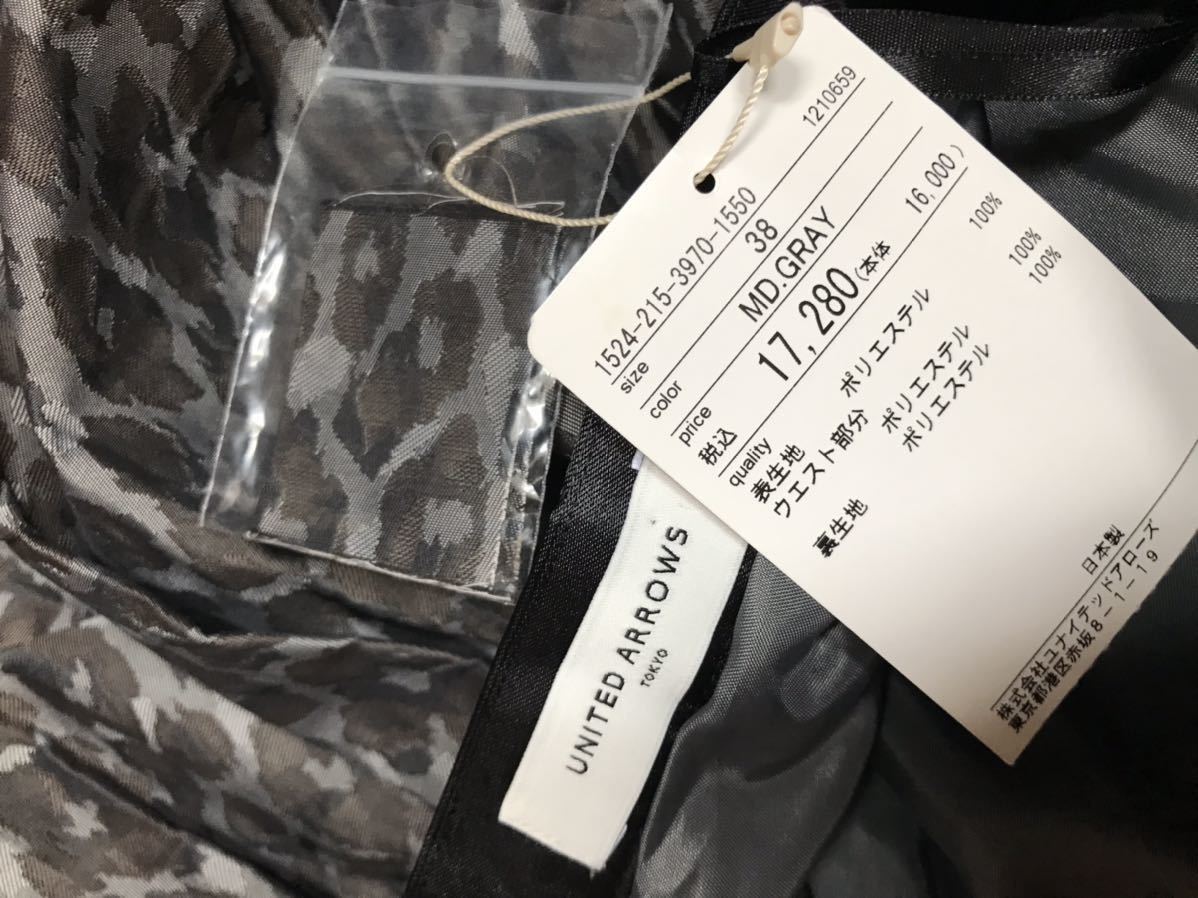 1210659
1524-215-3970-1550
size 38
color MD.GRAY
price
税込 17,280(本体 16,000)
quality
表生地 ポリエステル 100%
ウエスト部分 ポリエステル 100%
裏生地 ポリエステル 100%
日本製
株式会社ユナイテッドアローズ
東京都港区赤坂8-1-19
UNITED ARROWS
TOKYO